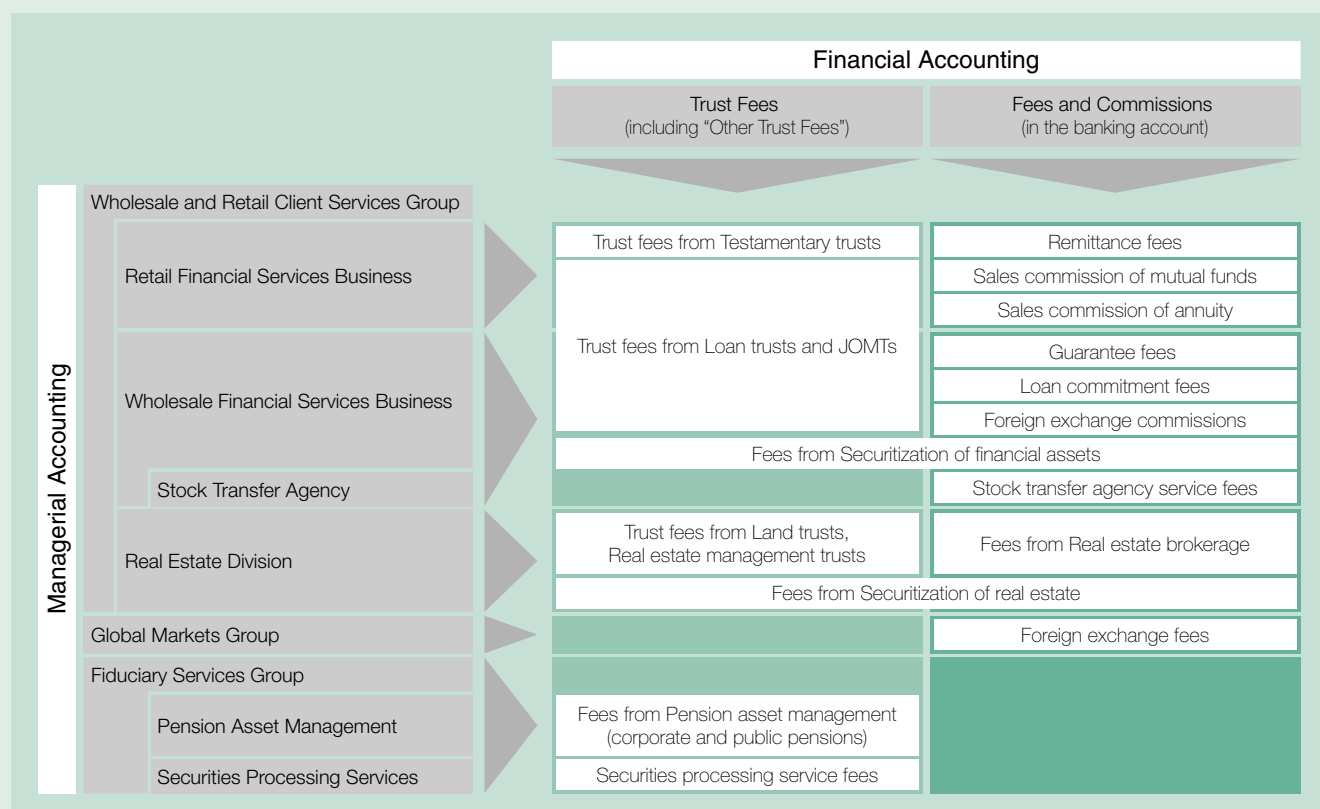 Financial Accounting
Trust Fees
(including “Other Trust Fees”)
Fees and Commissions
(in the banking account)
Managerial Accounting
Wholesale and Retail Client Services Group
Retail Financial Services Business
Trust fees from Testamentary trusts
Remittance fees
Sales commission of mutual funds
Sales commission of annuity
Trust fees from Loan trusts and JOMTs
Wholesale Financial Services Business
Guarantee fees
Loan commitment fees
Foreign exchange commissions
Fees from Securitization of financial assets
Stock Transfer Agency
Stock transfer agency service fees
Real Estate Division
Trust fees from Land trusts,
Real estate management trusts
Fees from Real estate brokerage
Fees from Securitization of real estate
Global Markets Group
Foreign exchange fees
Fiduciary Services Group
Pension Asset Management
Fees from Pension asset management
(corporate and public pensions)
Securities Processing Services
Securities processing service fees